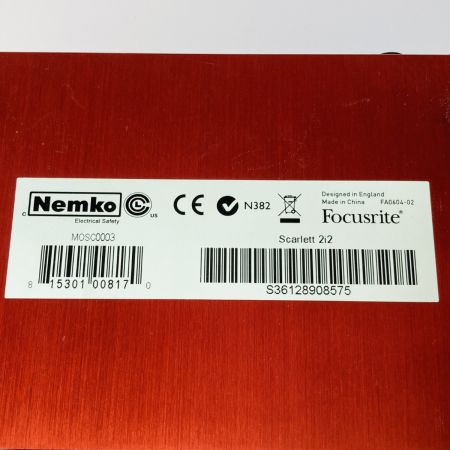 C Nemko CCL US
Electrical Safety
CE N382
Designed in England
Made in China FA0604-02
Focusrite®
MOSC0003
8 15301 00817 0
Scarlett 2i2
S36128908575